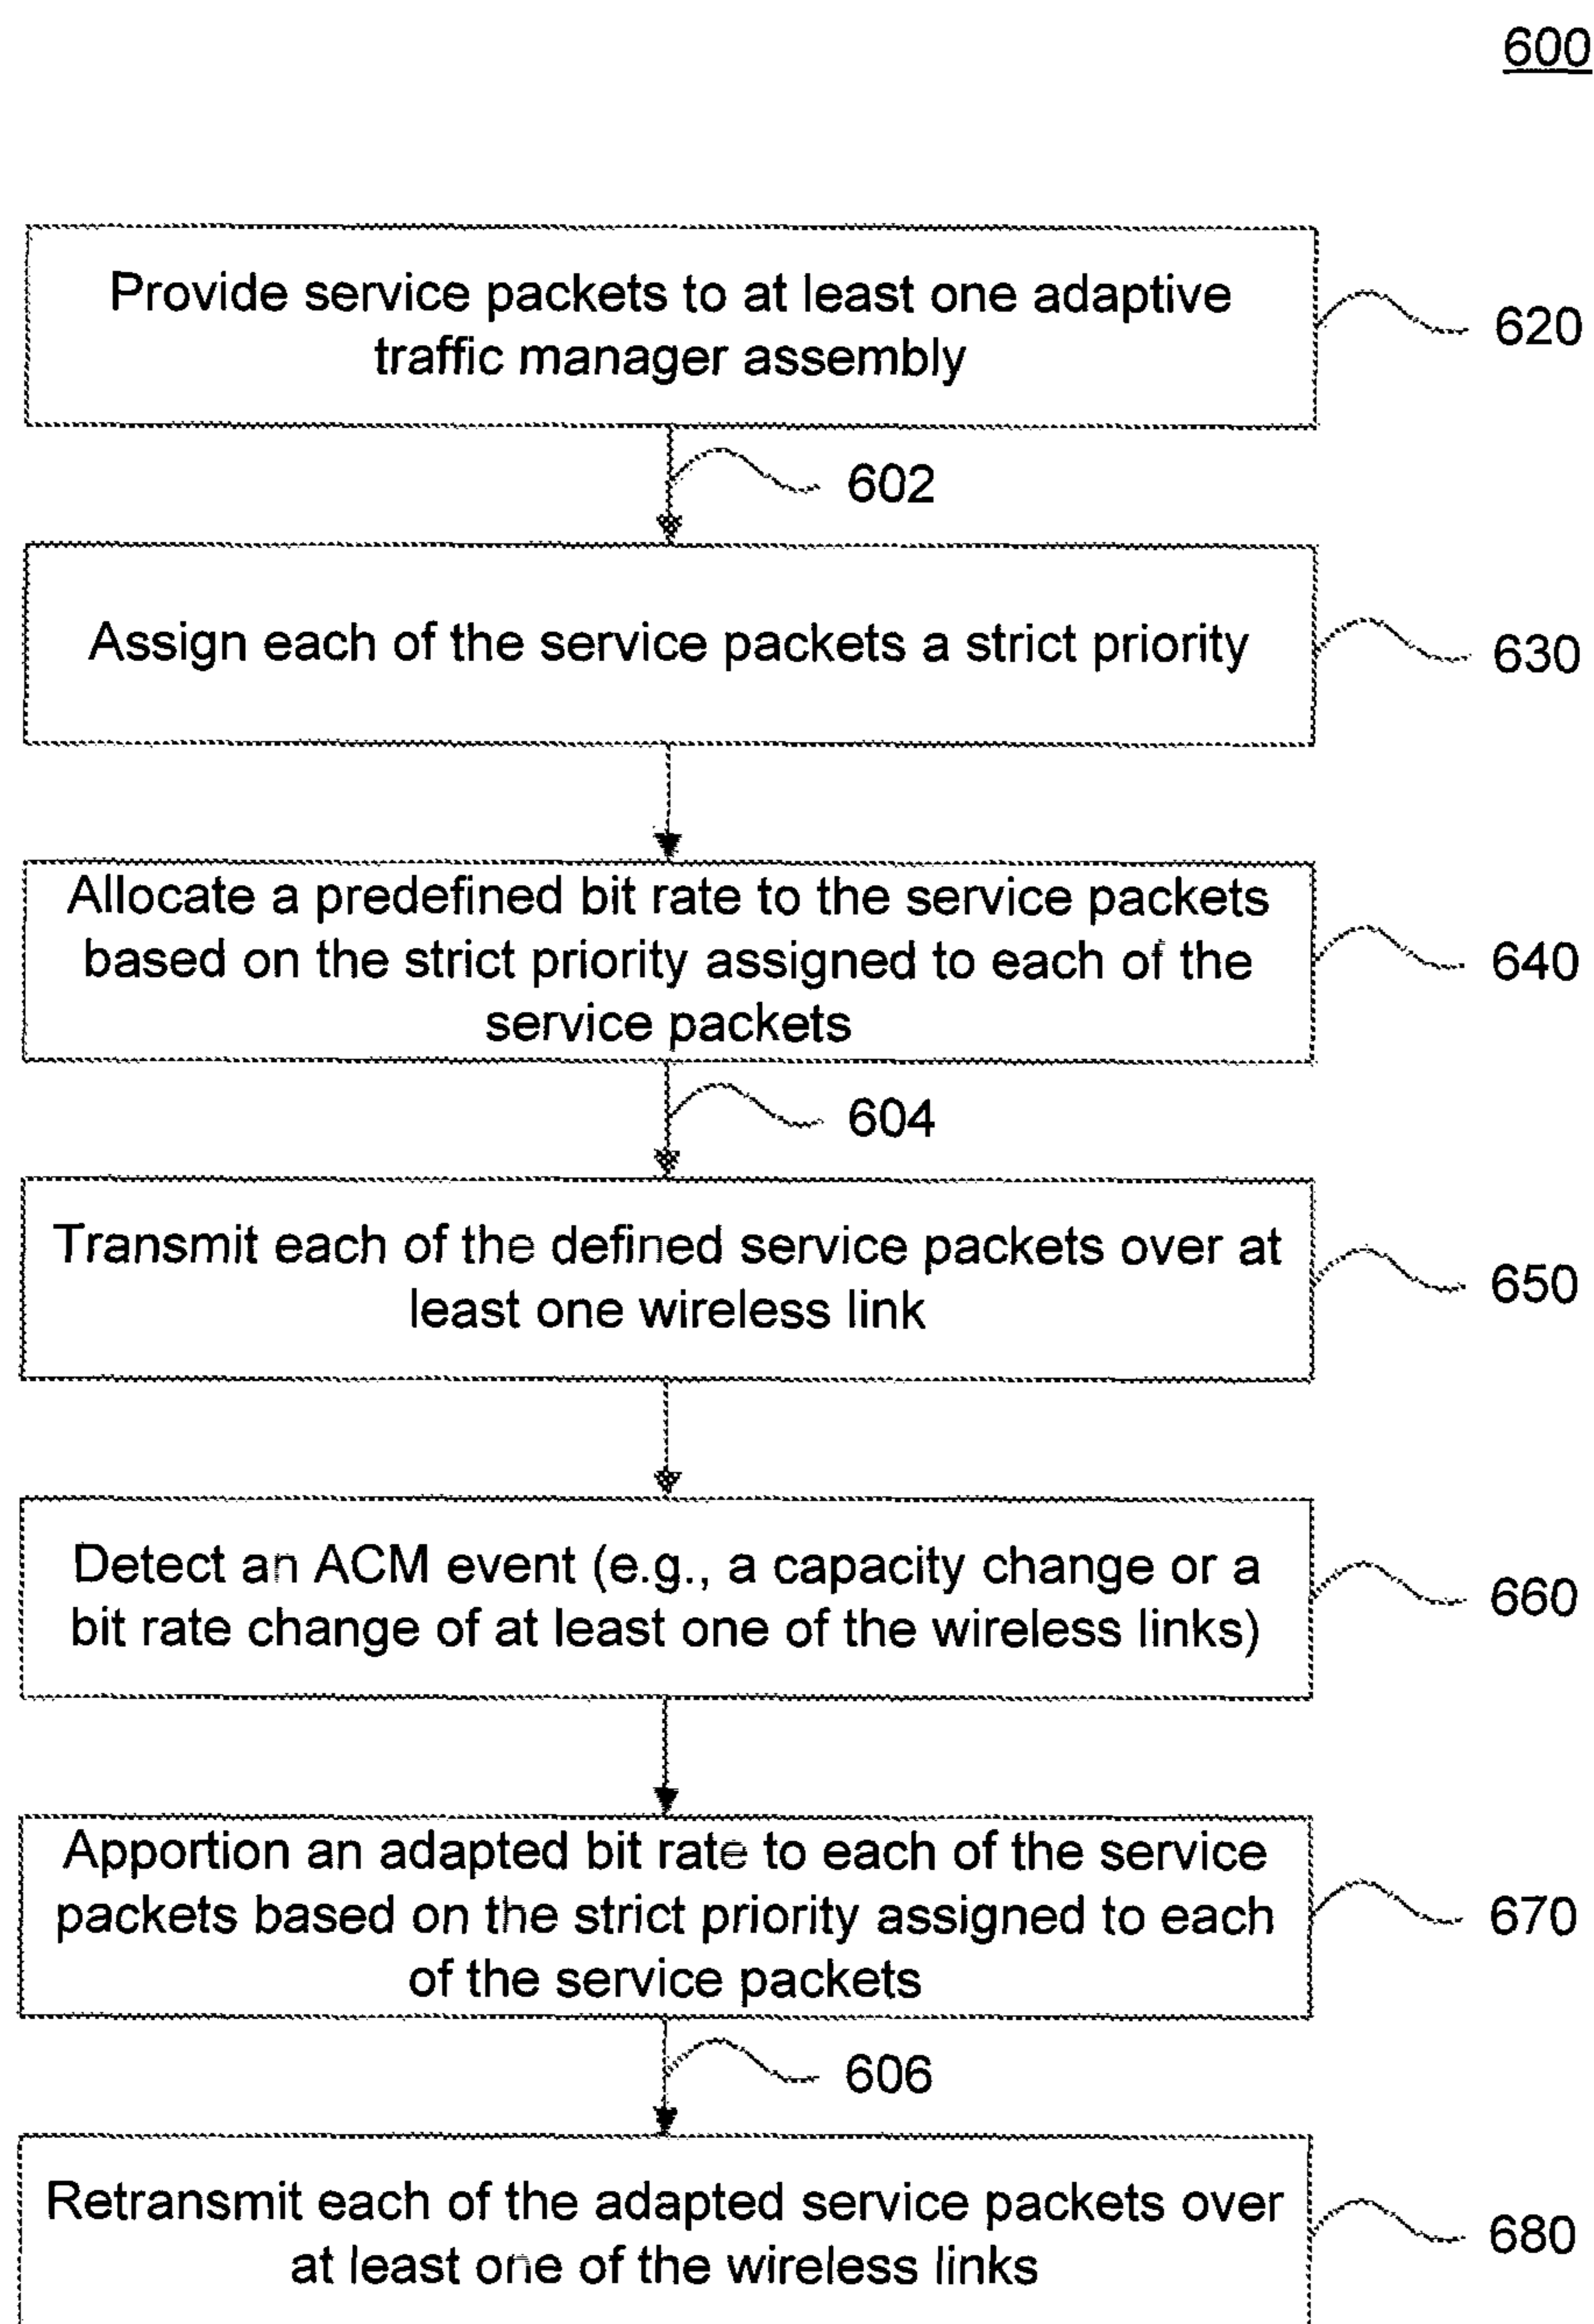 600
Provide service packets to at least one adaptive
traffic manager assembly
620
602
Assign each of the service packets a strict priority
630
Allocate a predefined bit rate to the service packets
based on the strict priority assigned to each of the
service packets
640
604
Transmit each of the defined service packets over at
least one wireless link
650
Detect an ACM event (e.g., a capacity change or a
bit rate change of at least one of the wireless links)
660
Apportion an adapted bit rate to each of the service
packets based on the strict priority assigned to each
of the service packets
670
606
Retransmit each of the adapted service packets over
at least one of the wireless links
680